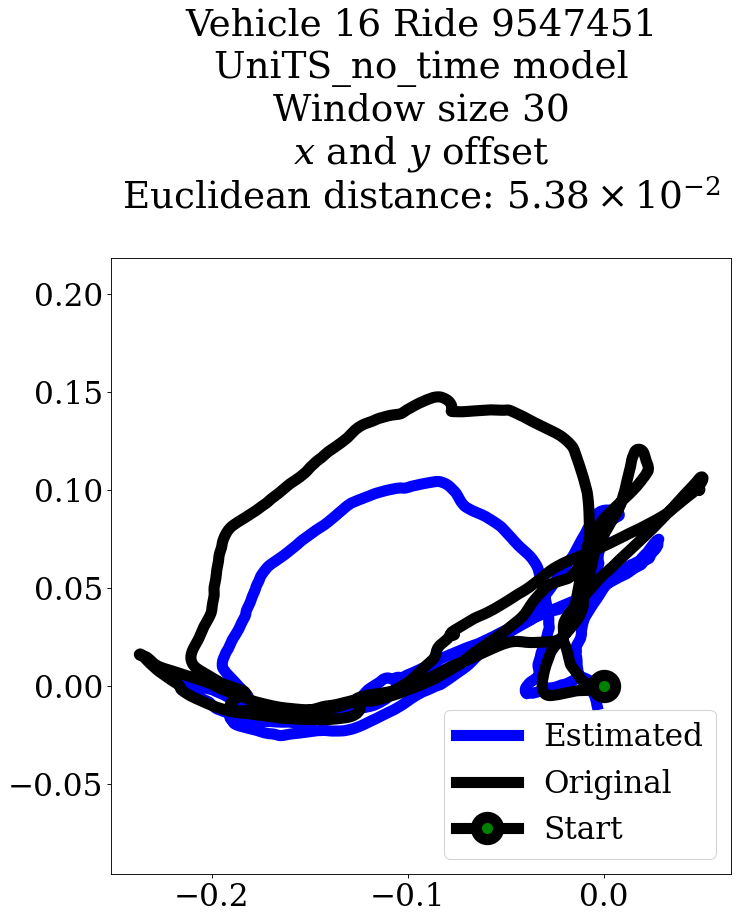 Vehicle 16 Ride 9547451
UniTS_no_time model
Window size 30
x and y offset
Euclidean distance: 5.38 × 10⁻²
0.20
0.15
0.10
0.05
0.00
−0.05
−0.2
−0.1
0.0
Estimated
Original
Start